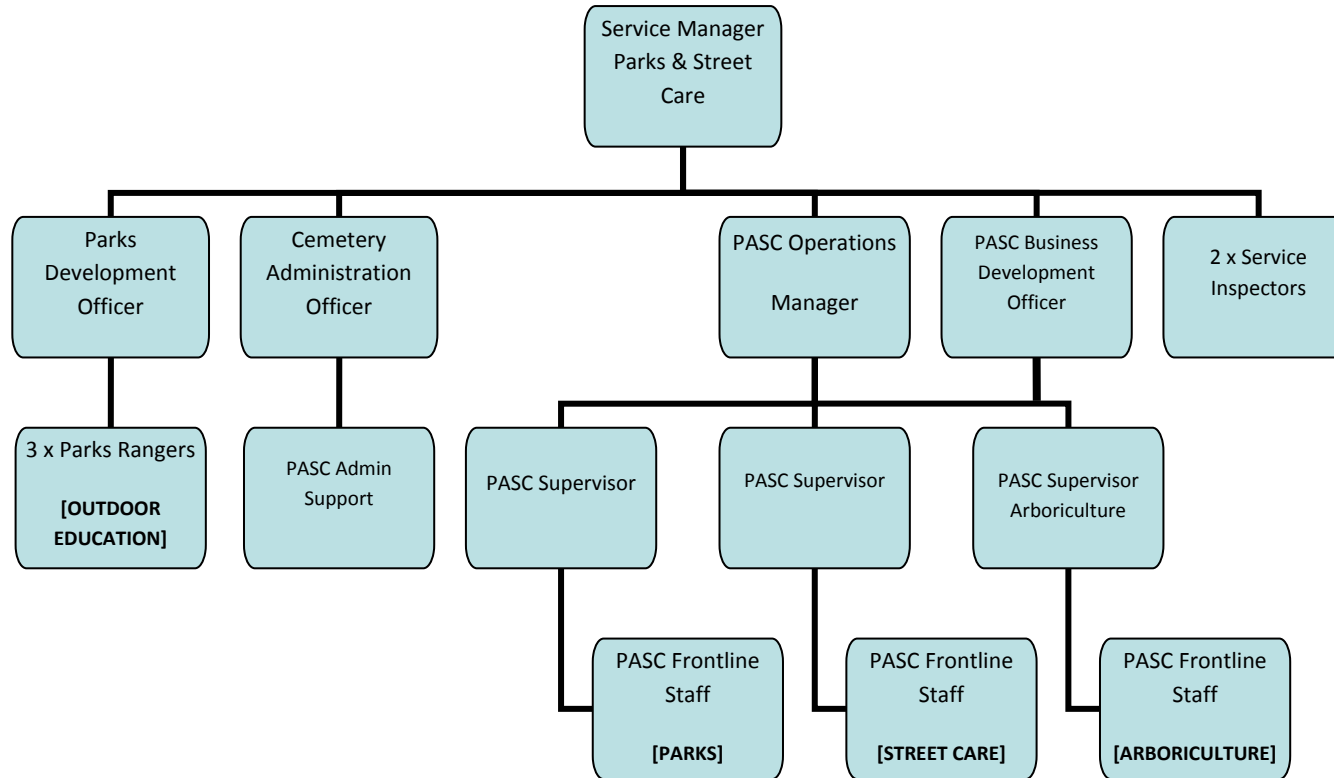 Service Manager
Parks & Street
Care
Parks
Development
Officer
Cemetery
Administration
Officer
PASC Operations
Manager
PASC Business
Development
Officer
2 x Service
Inspectors
3 x Parks Rangers
[OUTDOOR
EDUCATION]
PASC Admin
Support
PASC Supervisor
PASC Supervisor
PASC Supervisor
Arboriculture
PASC Frontline
Staff
[PARKS]
PASC Frontline
Staff
[STREET CARE]
PASC Frontline
Staff
[ARBORICULTURE]